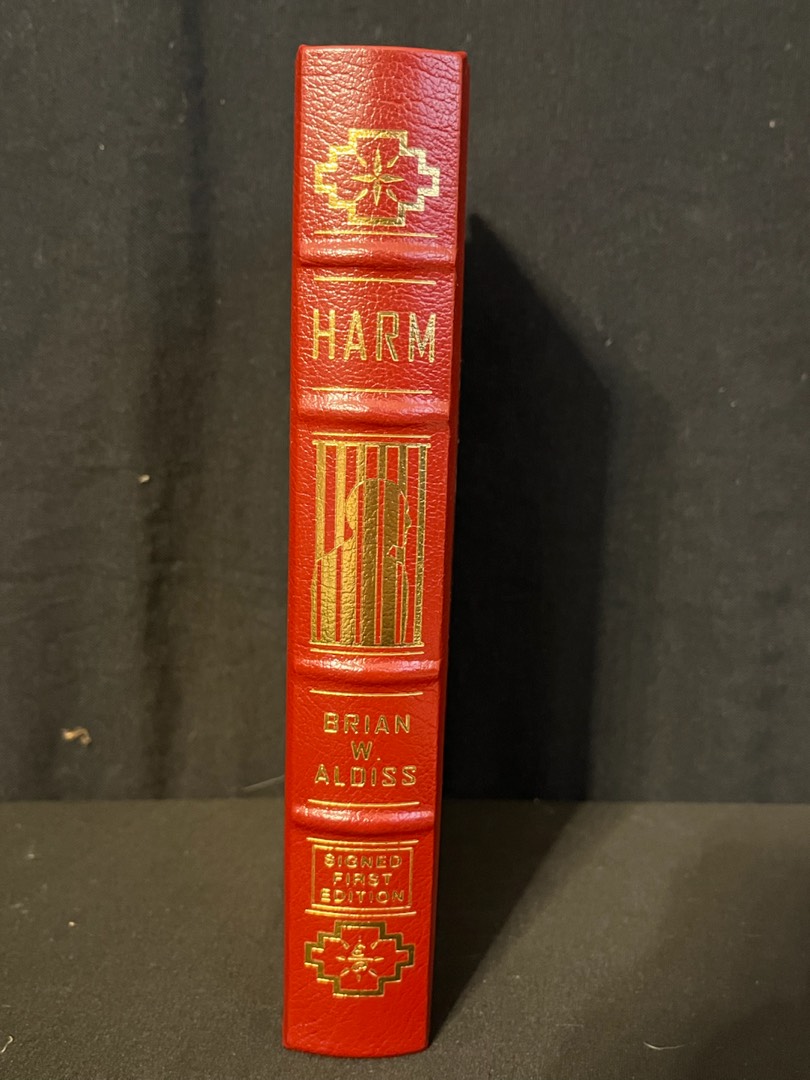 HARM
BRIAN
W.
ALDISS
SIGNED
FIRST
EDITION